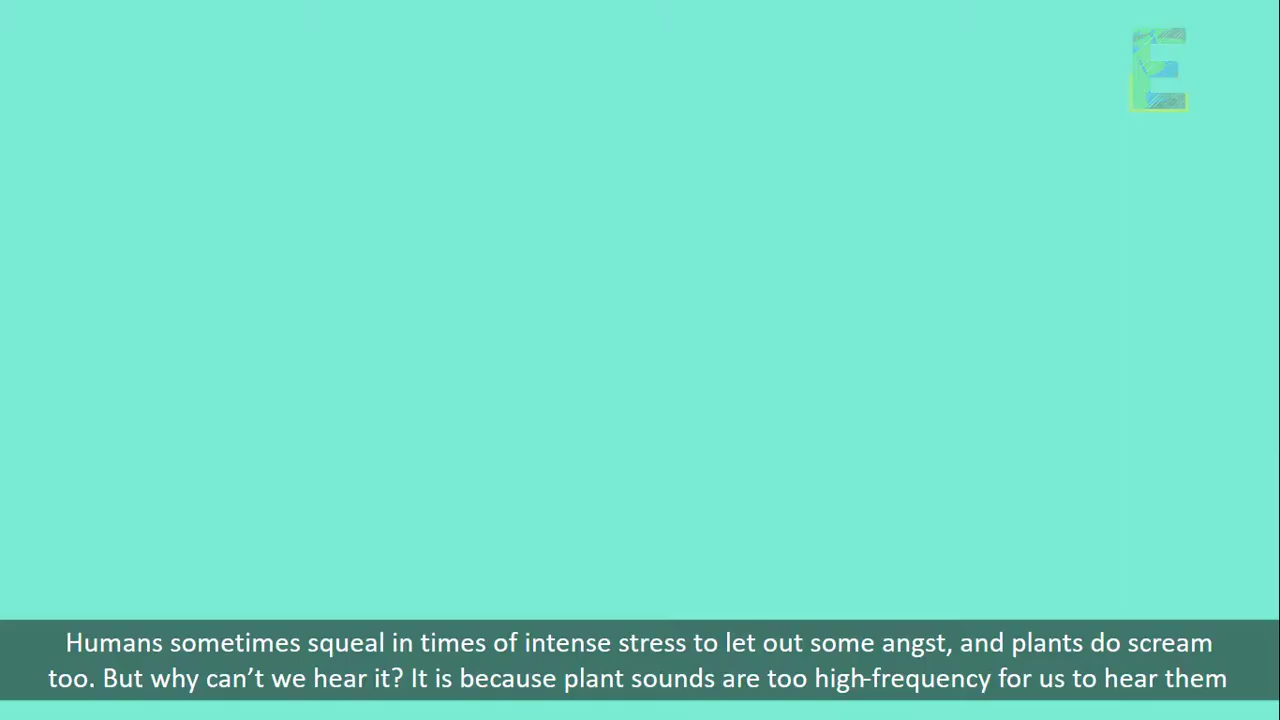 E
Humans sometimes squeal in times of intense stress to let out some angst, and plants do scream
too. But why can’t we hear it? It is because plant sounds are too high-frequency for us to hear them